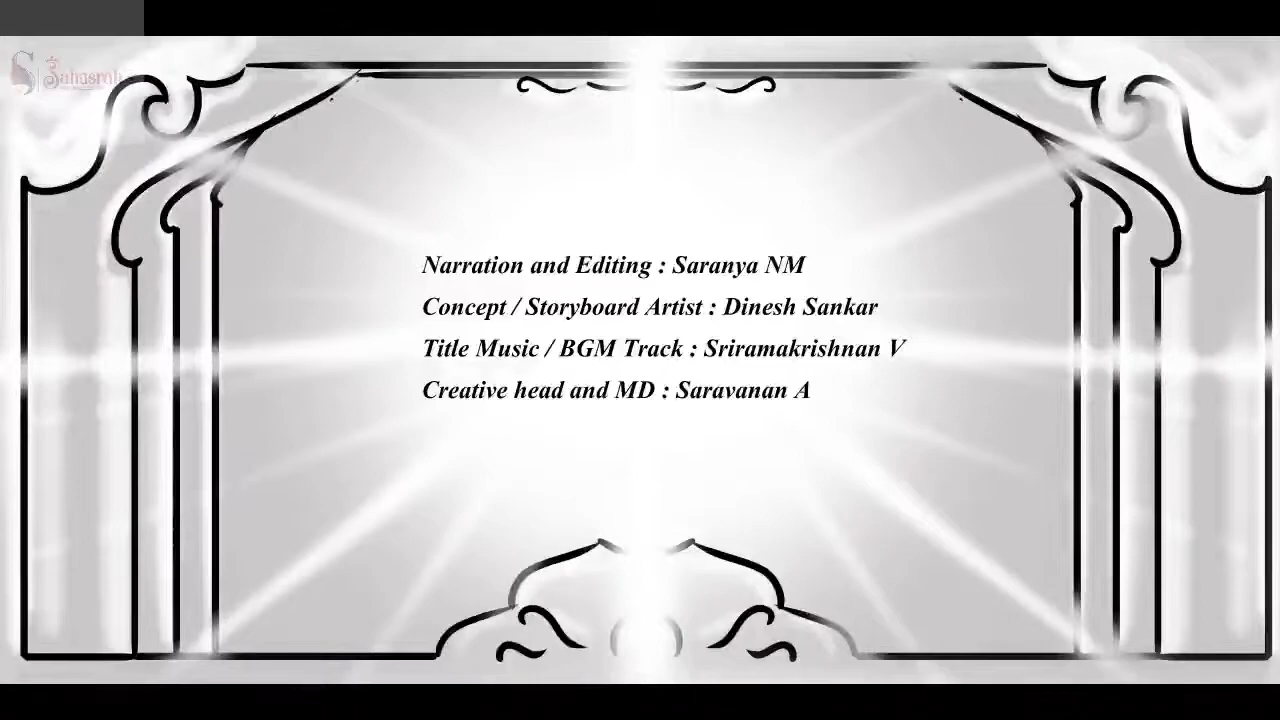 Sahasrah
Narration and Editing : Saranya NM
Concept / Storyboard Artist : Dinesh Sankar
Title Music / BGM Track : Sriramakrishnan V
Creative head and MD : Saravanan A